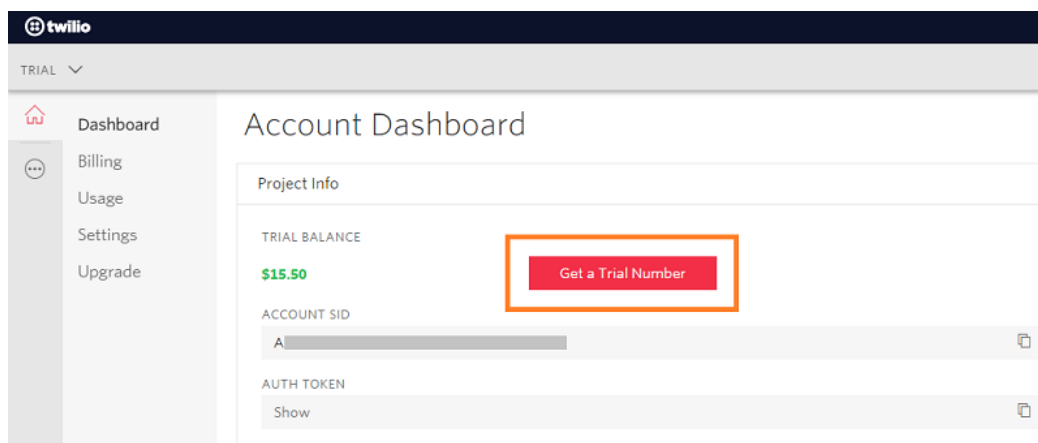 twilio
TRIAL
Dashboard
Billing
Usage
Settings
Upgrade
Account Dashboard
Project Info
TRIAL BALANCE
$15.50
Get a Trial Number
ACCOUNT SID
A
AUTH TOKEN
Show